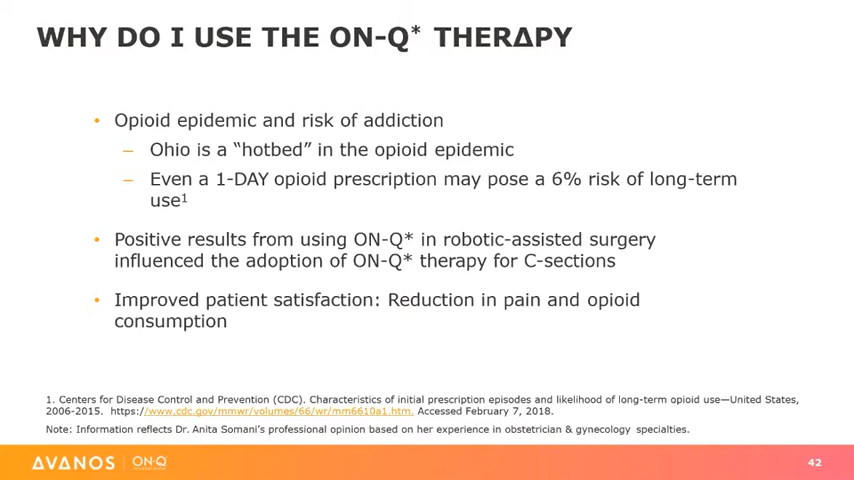 WHY DO I USE THE ON-Q* THERΔPY
• Opioid epidemic and risk of addiction
– Ohio is a “hotbed” in the opioid epidemic
– Even a 1-DAY opioid prescription may pose a 6% risk of long-term
use¹
• Positive results from using ON-Q* in robotic-assisted surgery
influenced the adoption of ON-Q* therapy for C-sections
• Improved patient satisfaction: Reduction in pain and opioid
consumption
1. Centers for Disease Control and Prevention (CDC). Characteristics of initial prescription episodes and likelihood of long-term opioid use—United States,
2006-2015. https://www.cdc.gov/mmwr/volumes/66/wr/mm6610a1.htm. Accessed February 7, 2018.
Note: Information reflects Dr. Anita Somani’s professional opinion based on her experience in obstetrician & gynecology specialties.
AVANOS | ON-Q
42